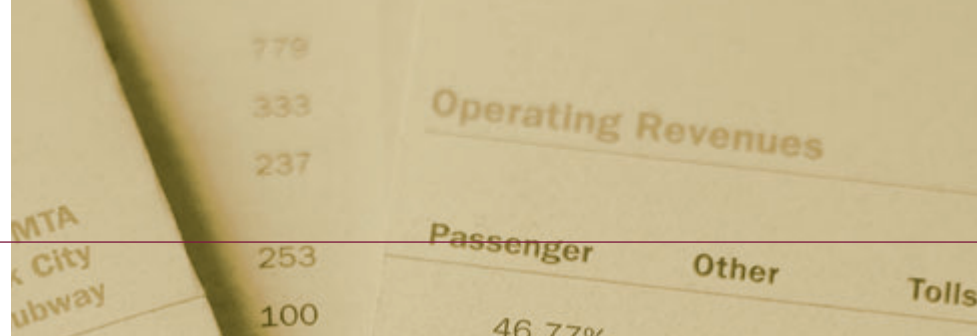 MTA
k City
ubway
779
333
237
253
100
Operating Revenues
Passenger Other Tolls
46.77%